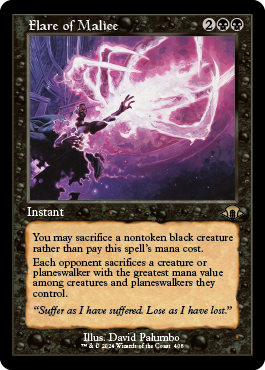 Flare of Malice 2
Instant
You may sacrifice a nontoken black creature
rather than pay this spell's mana cost.
Each opponent sacrifices a creature or
planeswalker with the greatest mana value
among creatures and planeswalkers they
control.
“Suffer as I have suffered. Lose as I have lost.”
Illus. David Palumbo
™ & © 2024 Wizards of the Coast 406